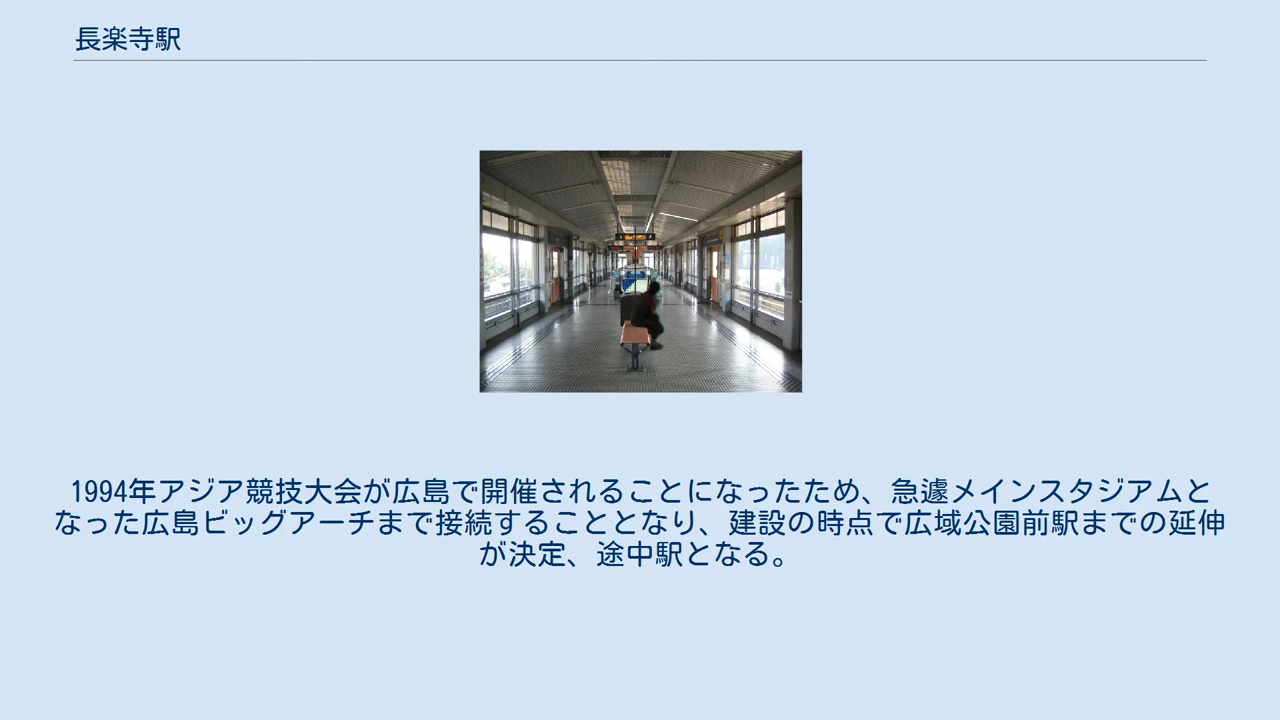 長楽寺駅
1994年アジア競技大会が広島で開催されることになったため、急遽メインスタジアムと
なった広島ビッグアーチまで接続することとなり、建設の時点で広域公園前駅までの延伸
が決定、途中駅となる。